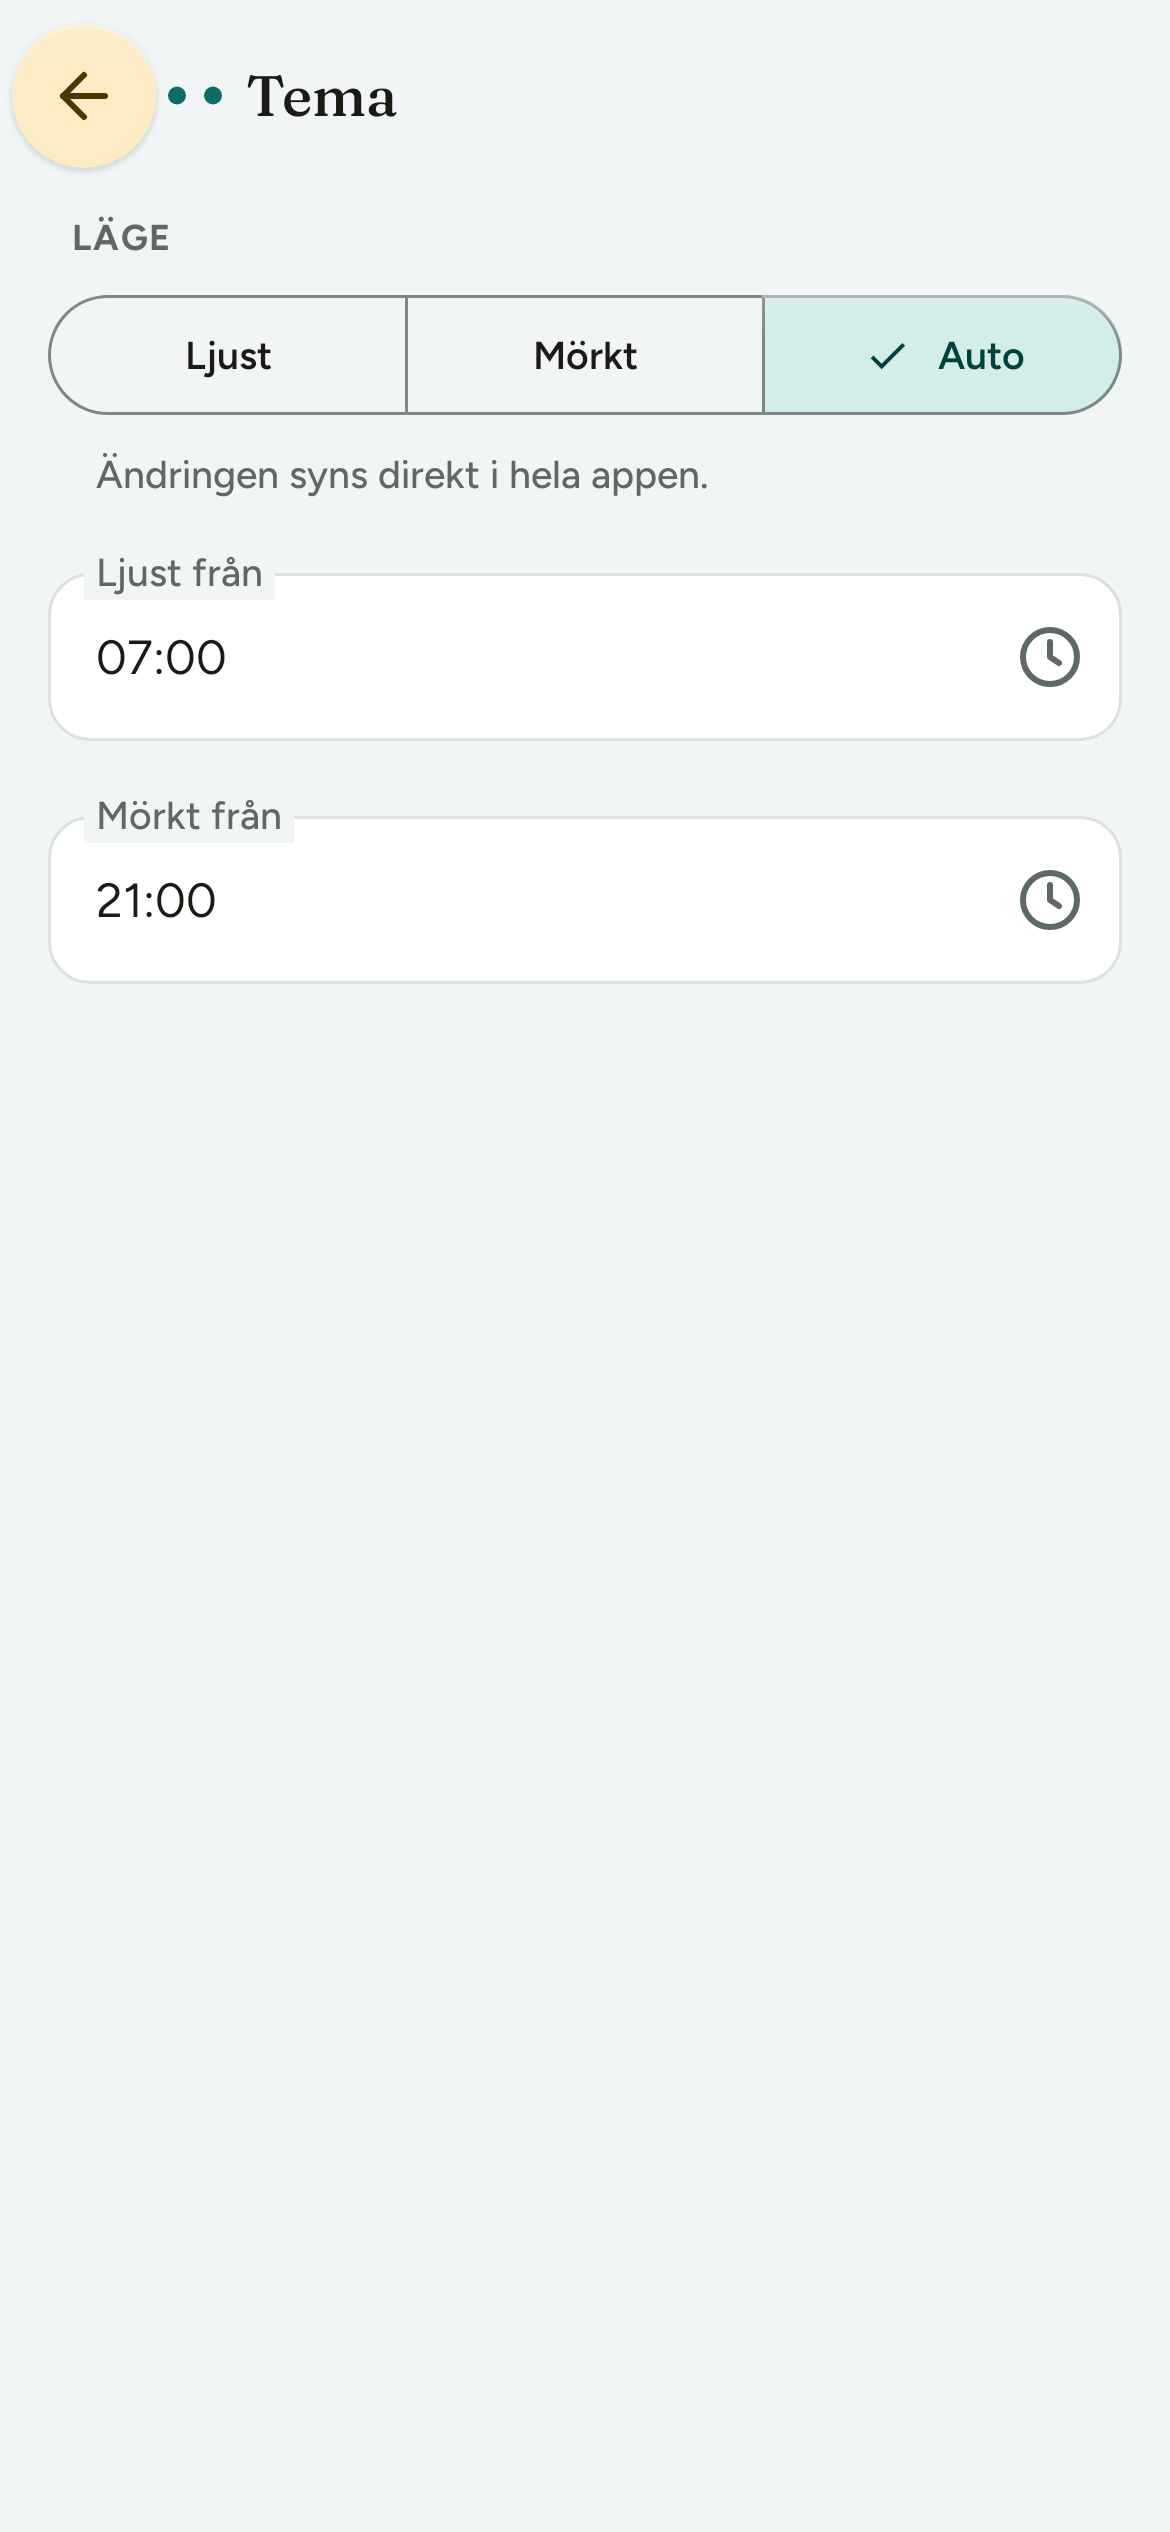 Tema
LÄGE
Ljust
Mörkt
Auto
Ändringen syns direkt i hela appen.
Ljust från
07:00
Mörkt från
21:00